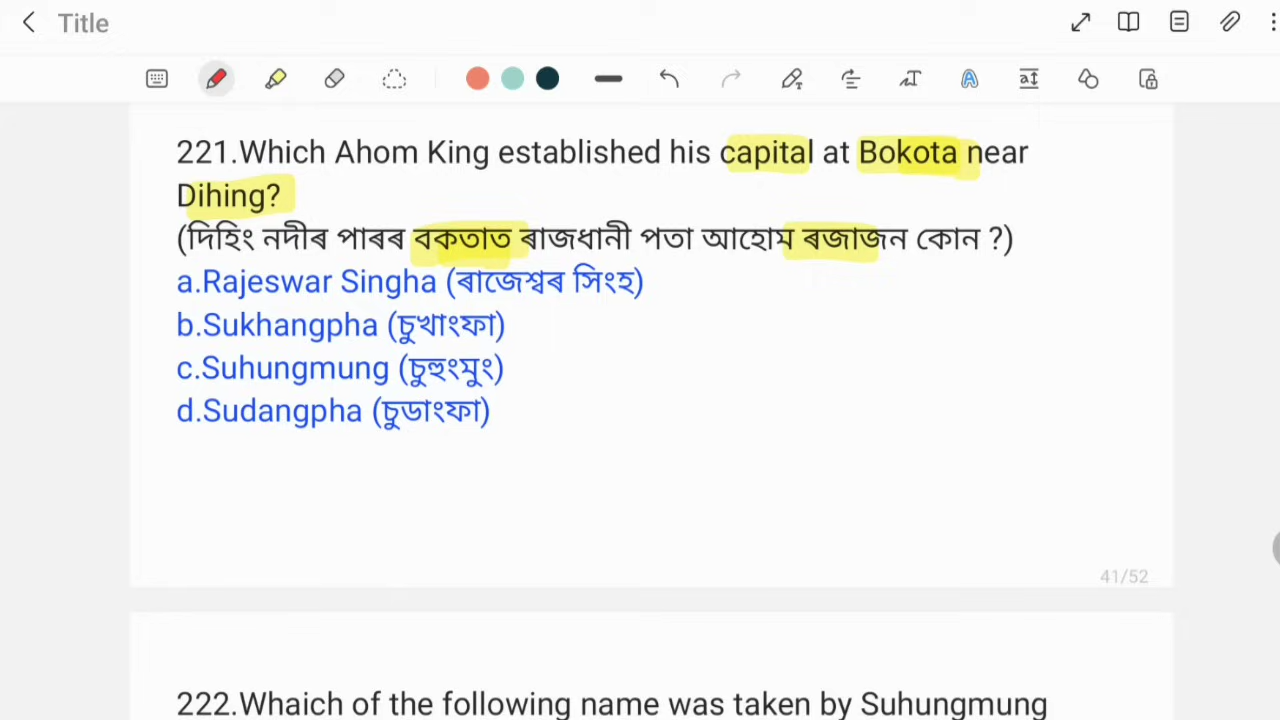 Title
221.Which Ahom King established his capital at Bokota near
Dihing?
(দিহিং নদীৰ পাৰৰ বকতাত ৰাজধানী পতা আহোম ৰজাজন কোন ?)
a.Rajeswar Singha (ৰাজেশ্বৰ সিংহ)
b.Sukhangpha (চুখাংফা)
c.Suhungmung (চুহুংমুং)
d.Sudangpha (চুডাংফা)
41/52
222.Whaich of the following name was taken by Suhungmung